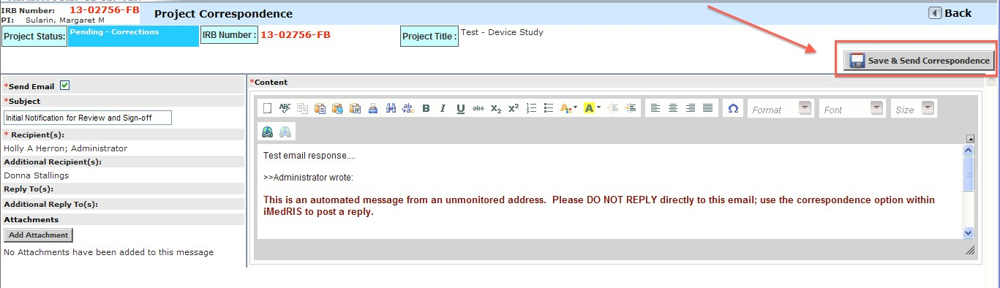 IRB Number: 13-02756-FB
PI: Sularin, Margaret M
Project Correspondence
Back
Project Status: Pending - Corrections
IRB Number : 13-02756-FB
Project Title : Test - Device Study
Save & Send Correspondence
*Send Email
*Subject
Initial Notification for Review and Sign-off
* Recipient(s):
Holly A Herron; Administrator
Additional Recipient(s):
Donna Stallings
Reply To(s):
Additional Reply To(s):
Attachments
Add Attachment
No Attachments have been added to this message
*Content
ABC B I U abc X2 X2 A A Ω Format Font Size
Test email response....
>>Administrator wrote:
This is an automated message from an unmonitored address. Please DO NOT REPLY directly to this email; use the correspondence option within
iMedRIS to post a reply.